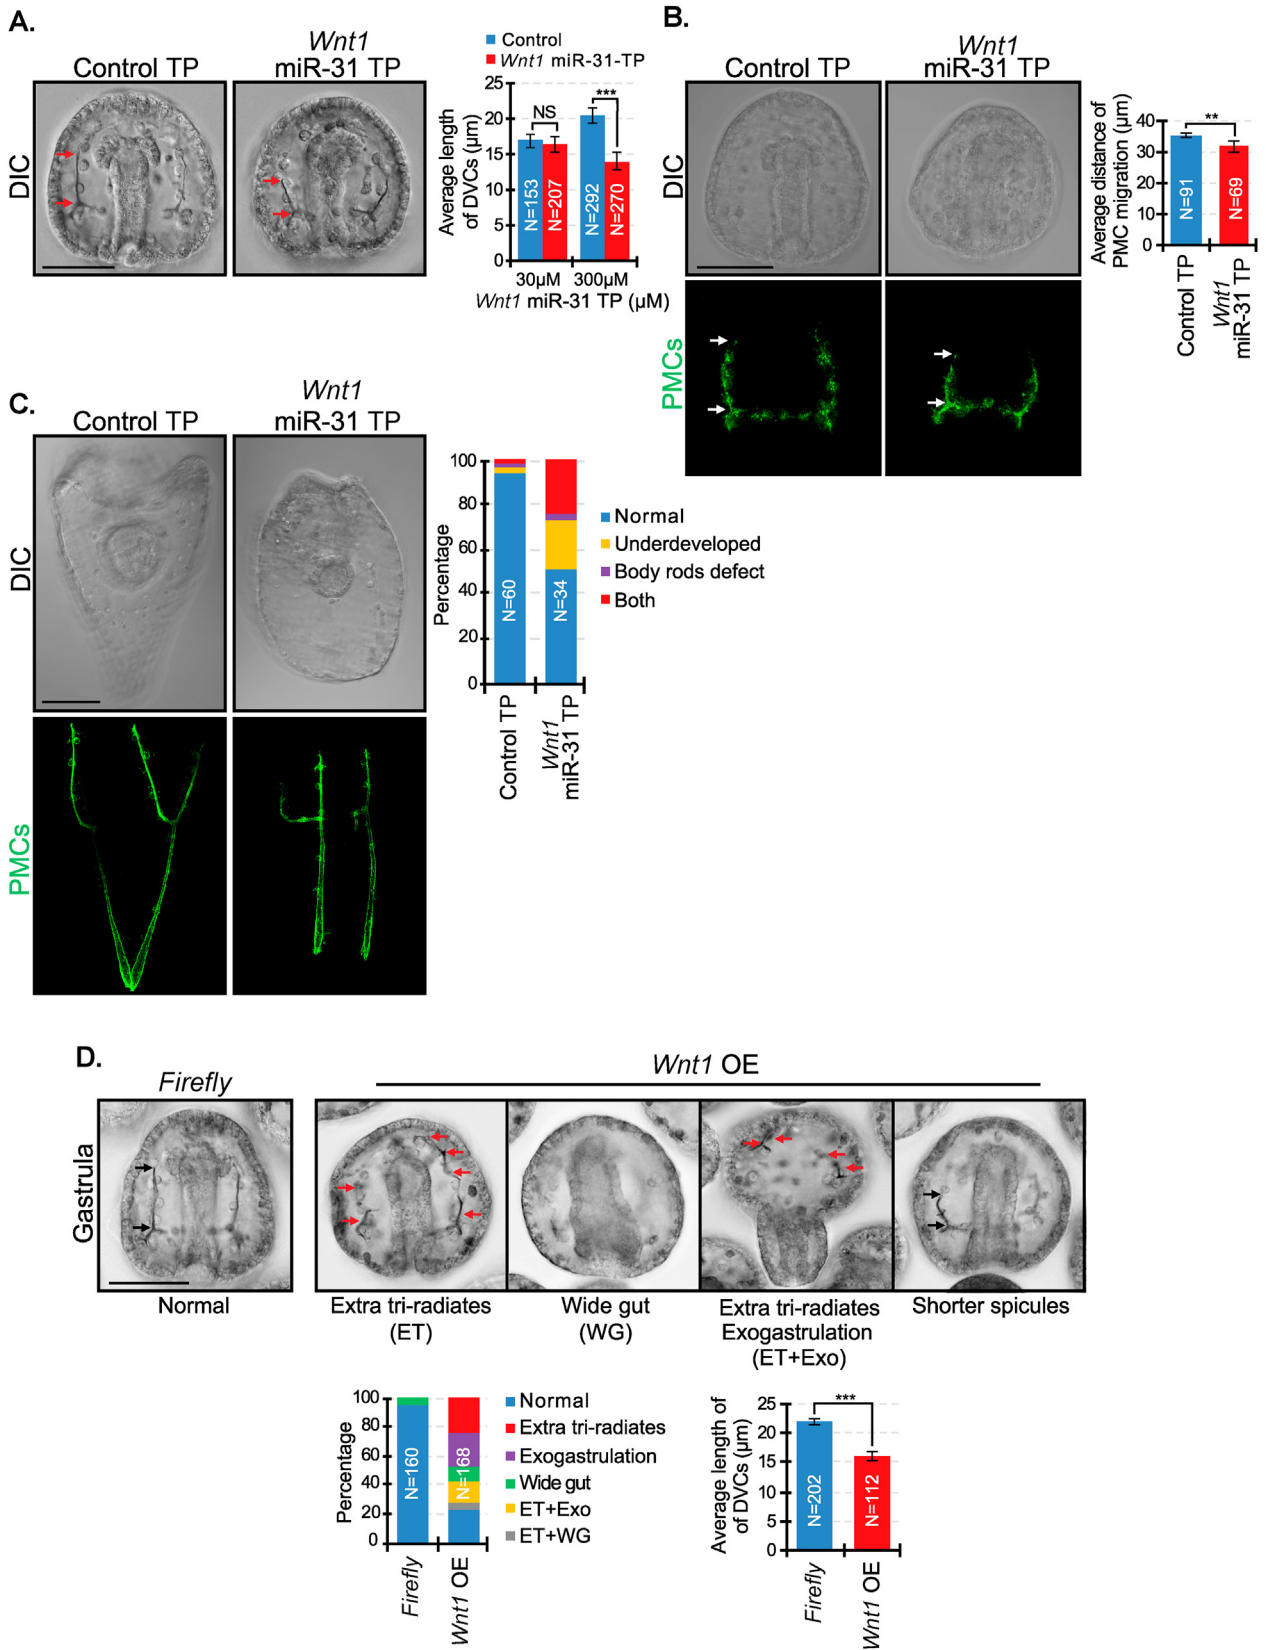 A.
Control TP
Wnt1
miR-31 TP
DIC
Control
Wnt1 miR-31-TP
Average length
of DVCs (µm)
25
20
15
10
5
0
NS
***
N=153
N=207
N=292
N=270
30µM
300µM
Wnt1 miR-31 TP (µM)
B.
Control TP
Wnt1
miR-31 TP
DIC
PMCs
Average distance of
PMC migration (µm)
40
30
20
10
0
**
N=91
N=69
Control TP
Wnt1
miR-31 TP
C.
Control TP
Wnt1
miR-31 TP
DIC
PMCs
Percentage
100
80
60
40
20
0
N=60
N=34
Control TP
Wnt1
miR-31 TP
Normal
Underdeveloped
Body rods defect
Both
D.
Firefly
Wnt1 OE
Gastrula
Normal
Extra tri-radiates
(ET)
Wide gut
(WG)
Extra tri-radiates
Exogastrulation
(ET+Exo)
Shorter spicules
Percentage
100
80
60
40
20
0
N=160
N=168
Firefly
Wnt1 OE
Normal
Extra tri-radiates
Exogastrulation
Wide gut
ET+Exo
ET+WG
Average length of
of DVCs (µm)
25
20
15
10
5
0
***
N=202
N=112
Firefly
Wnt1 OE